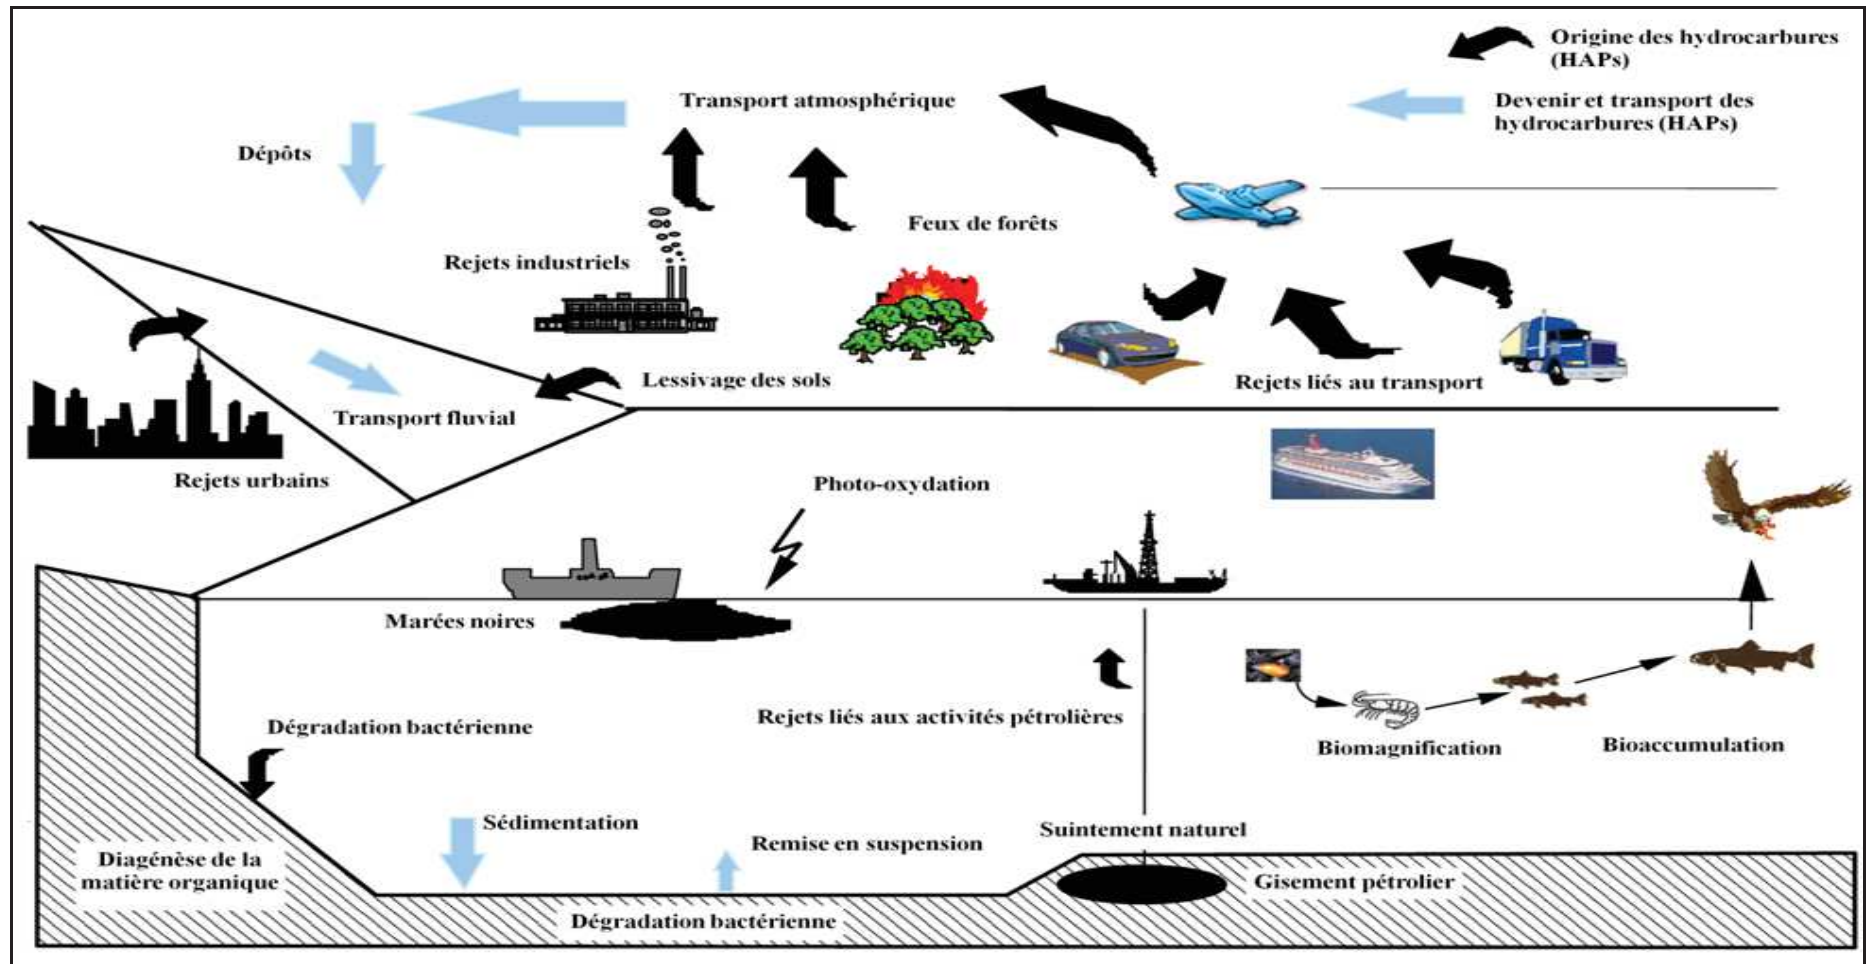 Origine des hydrocarbures
(HAPs)
Transport atmosphérique
Devenir et transport des
hydrocarbures (HAPs)
Dépôts
Feux de forêts
Rejets industriels
Lessivage des sols
Rejets liés au transport
Transport fluvial
Rejets urbains
Photo-oxydation
Marées noires
Rejets liés aux activités pétrolières
Dégradation bactérienne
Biomagnification
Bioaccumulation
Sédimentation
Suintement naturel
Remise en suspension
Diagénèse de la
matière organique
Gisement pétrolier
Dégradation bactérienne